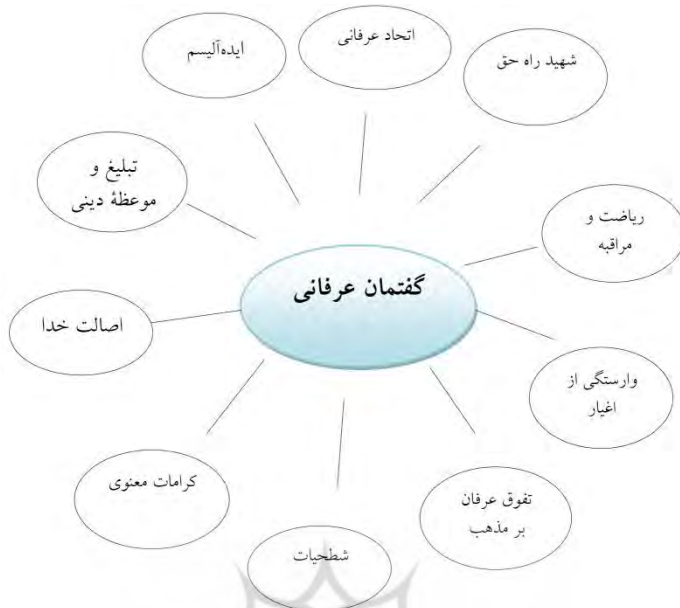 اتحاد عرفانی
ایده‌آلیسم
شهید راه حق
تبلیغ و
موعظهٔ دینی
ریاضت و
مراقبه
گفتمان عرفانی
اصالت خدا
وارستگی از
اغیار
کرامات معنوی
تفوق عرفان
بر مذهب
شطحیات